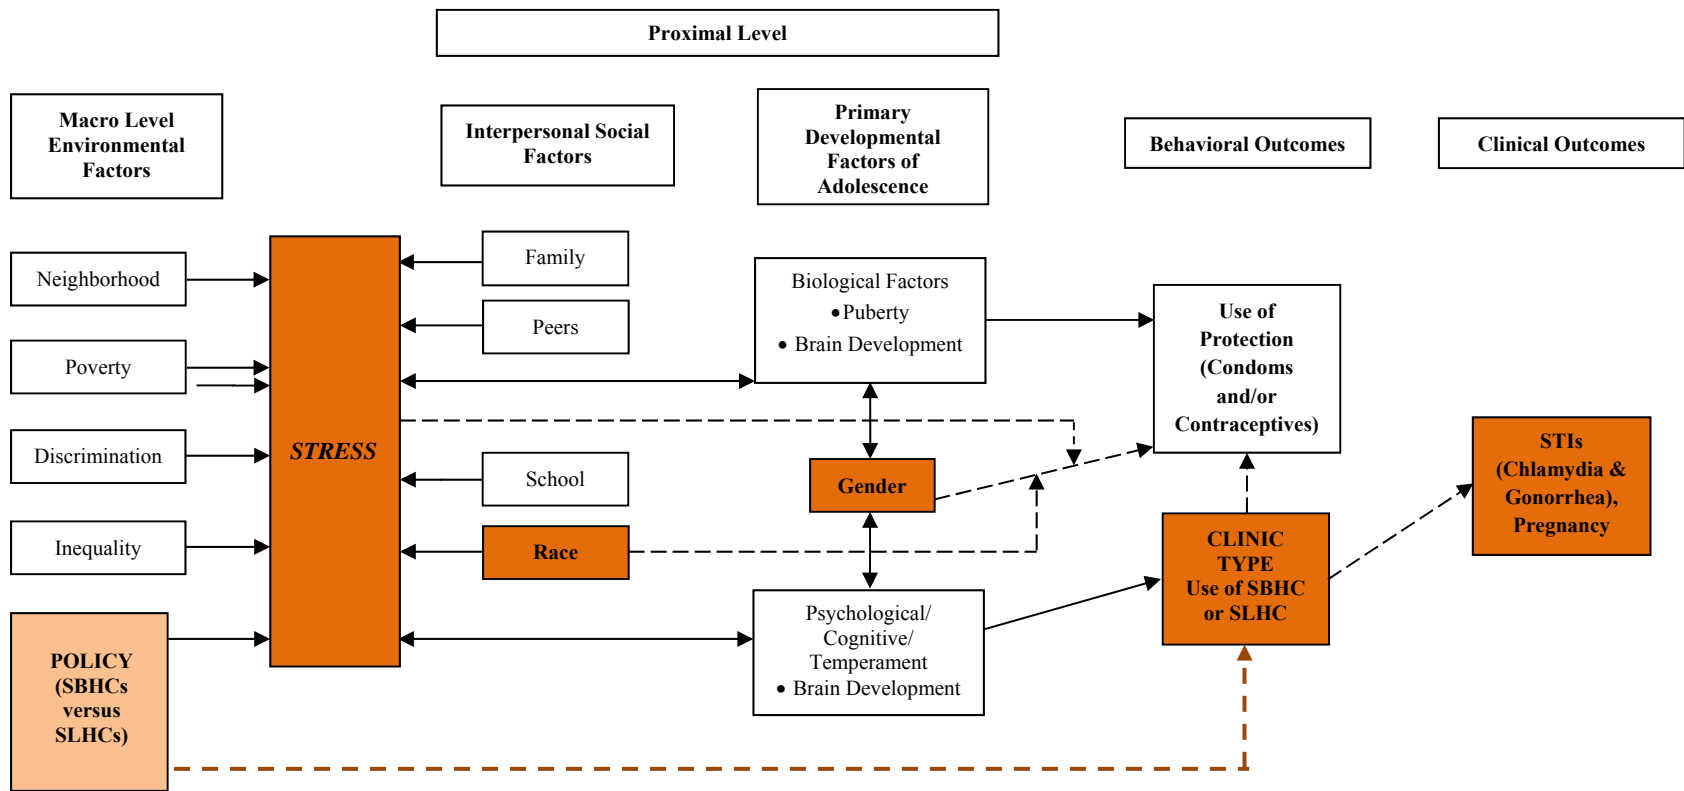 Proximal Level
Macro Level
Environmental
Factors
Interpersonal Social
Factors
Primary
Developmental
Factors of
Adolescence
Behavioral Outcomes
Clinical Outcomes
Neighborhood
Poverty
Discrimination
Inequality
POLICY
(SBHCs
versus
SLHCs)
STRESS
Family
Peers
School
Race
Biological Factors
• Puberty
• Brain Development
Gender
Psychological/
Cognitive/
Temperament
• Brain Development
Use of
Protection
(Condoms
and/or
Contraceptives)
CLINIC
TYPE
Use of SBHC
or SLHC
STIs
(Chlamydia &
Gonorrhea),
Pregnancy